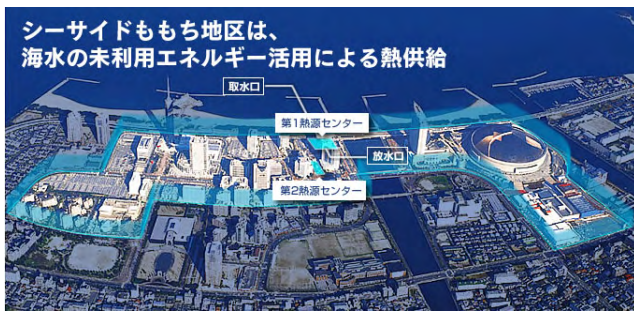 シーサイドももち地区は、
海水の未利用エネルギー活用による熱供給
取水口
第1熱源センター
放水口
第2熱源センター